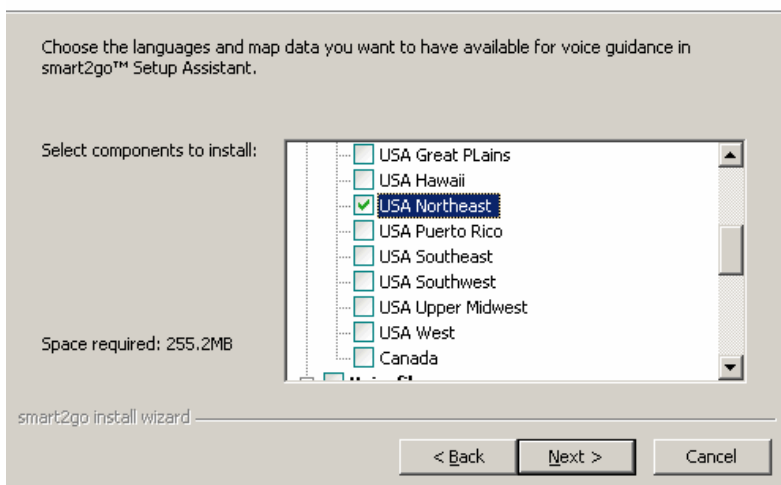 Choose the languages and map data you want to have available for voice guidance in
smart2go™ Setup Assistant.
Select components to install:
USA Great PLains
USA Hawaii
USA Northeast
USA Puerto Rico
USA Southeast
USA Southwest
USA Upper Midwest
USA West
Canada
Space required: 255.2MB
smart2go install wizard
< Back
Next >
Cancel